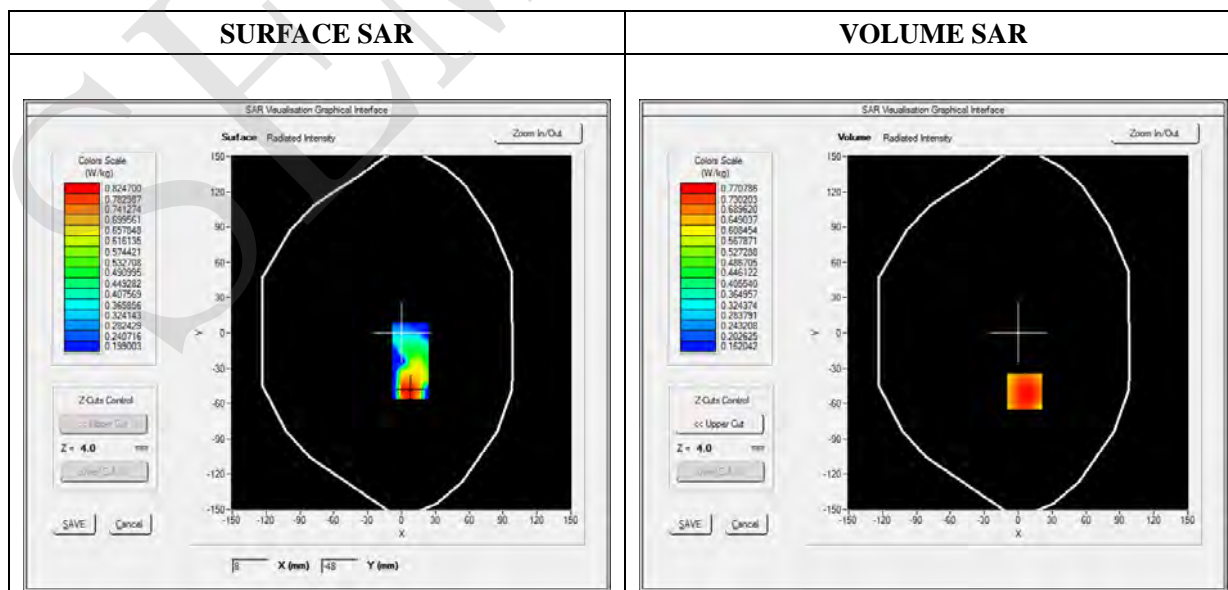 SURFACE SAR
VOLUME SAR
SAR Visualisation Graphical Interface
Surface Radiated Intensity
Zoom In/Out
Colors Scale
(W/kg)
0.824700
0.782987
0.741274
0.699561
0.657848
0.616135
0.574421
0.532708
0.490995
0.449282
0.407569
0.365856
0.324143
0.282429
0.240716
0.199003
Z-Cuts Control
<< Upper Cut
Z = 4.0 mm
SAVE
Cancel
150
120
90
60
30
0
-30
-60
-90
-120
-150
Y
-150 -120 -90 -60 -30 0 30 60 90 120 150
X
8 X (mm) -48 Y (mm)
SAR Visualisation Graphical Interface
Volume Radiated Intensity
Zoom In/Out
Colors Scale
(W/kg)
0.770786
0.730203
0.689620
0.649037
0.608454
0.567871
0.527288
0.486705
0.446122
0.405540
0.364957
0.324374
0.283791
0.243208
0.202625
0.162042
Z-Cuts Control
<< Upper Cut
Z = 4.0 mm
SAVE
Cancel
150
120
90
60
30
0
-30
-60
-90
-120
-150
Y
-150 -120 -90 -60 -30 0 30 60 90 120 150
X